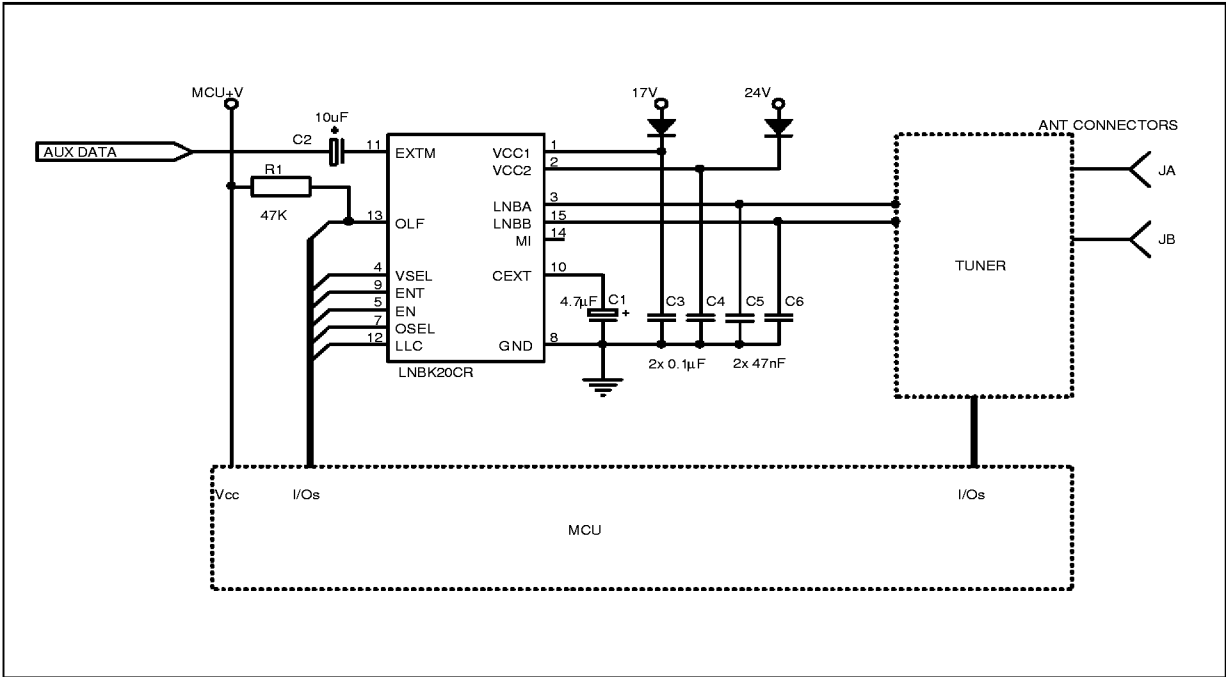 MCU+V
17V
24V
10uF
+
C2
ANT CONNECTORS
AUX DATA
11
EXTM
VCC1
1
VCC2
2
JA
R1
47K
LNBA
3
13
OLF
LNBB
15
MI
14
JB
TUNER
4
VSEL
CEXT
10
9
ENT
5
EN
4.7µF
C1
+
C3
C4
C5
C6
7
OSEL
12
LLC
GND
8
2x 0.1µF
2x 47nF
LNBK20CR
Vcc
I/Os
I/Os
MCU